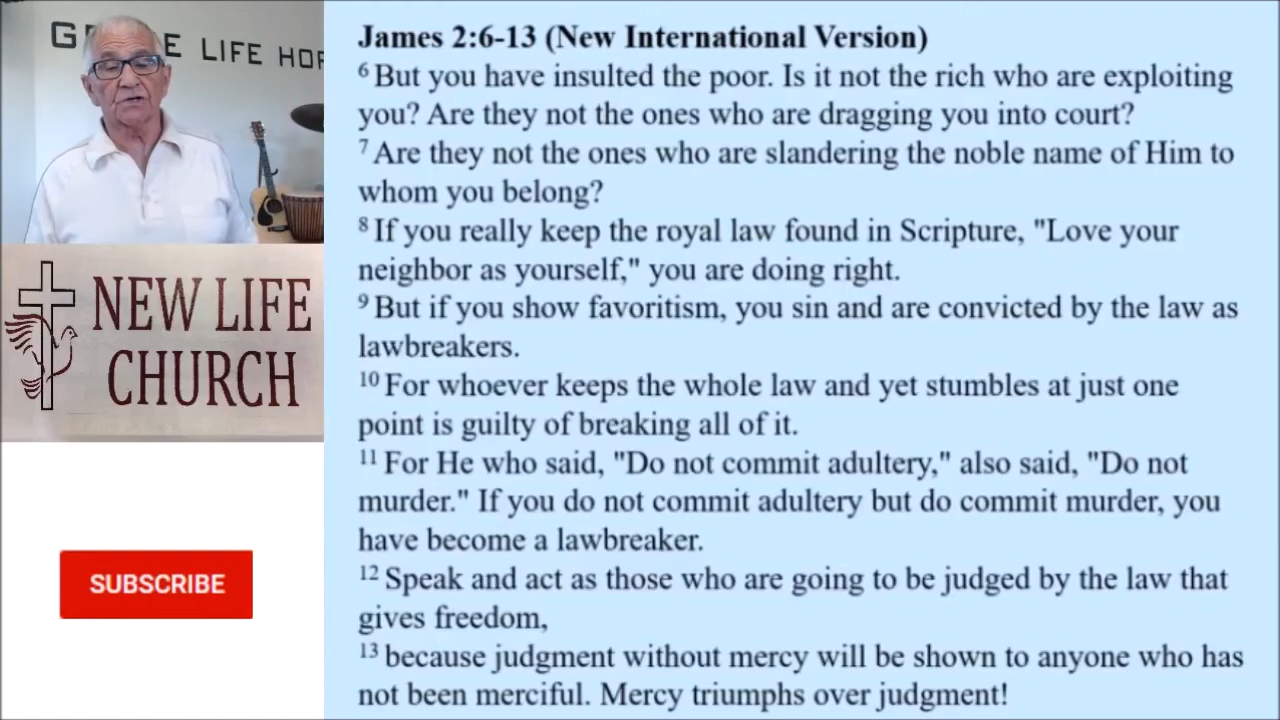 GRACE LIFE HOP
NEW LIFE
CHURCH
SUBSCRIBE
James 2:6-13 (New International Version)
6 But you have insulted the poor. Is it not the rich who are exploiting
you? Are they not the ones who are dragging you into court?
7 Are they not the ones who are slandering the noble name of Him to
whom you belong?
8 If you really keep the royal law found in Scripture, "Love your
neighbor as yourself," you are doing right.
9 But if you show favoritism, you sin and are convicted by the law as
lawbreakers.
10 For whoever keeps the whole law and yet stumbles at just one
point is guilty of breaking all of it.
11 For He who said, "Do not commit adultery," also said, "Do not
murder." If you do not commit adultery but do commit murder, you
have become a lawbreaker.
12 Speak and act as those who are going to be judged by the law that
gives freedom,
13 because judgment without mercy will be shown to anyone who has
not been merciful. Mercy triumphs over judgment!